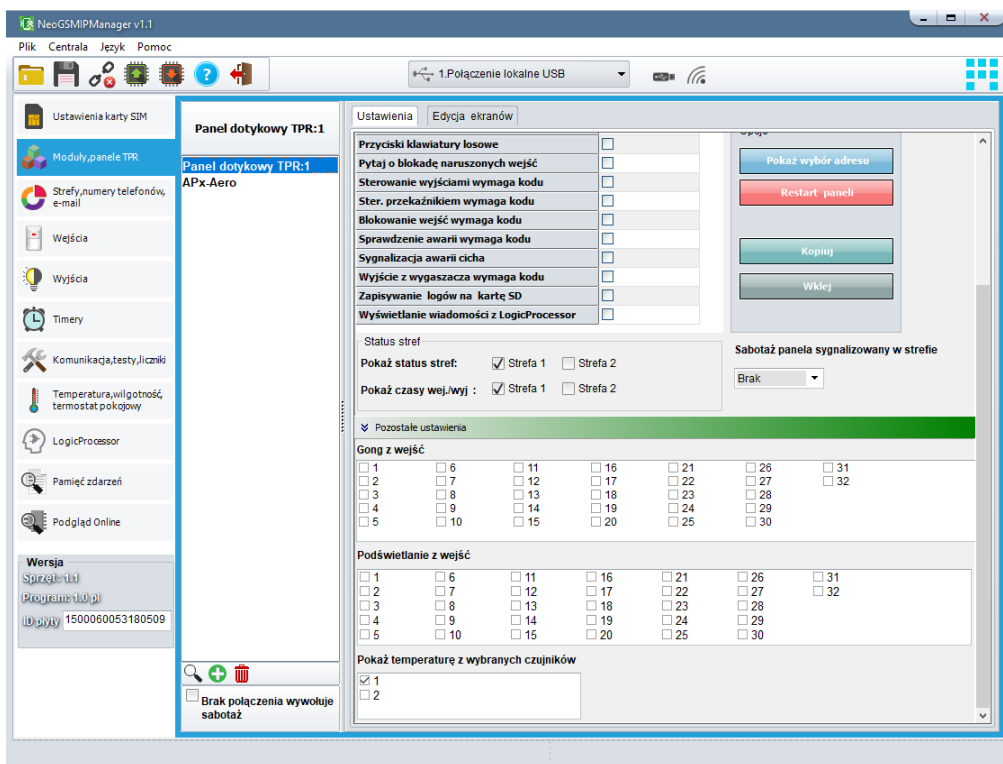 NeoGSMIPManager v1.1
Plik Centrala Język Pomoc
1.Połączenie lokalne USB
Ustawienia karty SIM
Moduły,panele TPR
Strefy,numery telefonów,
e-mail
Wejścia
Wyjścia
Timery
Komunikacja,testy,liczniki
Temperatura,wilgotność,
termostat pokojowy
LogicProcessor
Pamięć zdarzeń
Podgląd Online
Wersja
Sprzęt: 1.1
Program: 1.0 pl
ID płyty 1500060053180509
Panel dotykowy TPR:1
Panel dotykowy TPR:1
APx-Aero
Brak połączenia wywołuje
sabotaż
Ustawienia Edycja ekranów
Przyciski klawiatury losowe
Pytaj o blokadę naruszonych wejść
Sterowanie wyjściami wymaga kodu
Ster. przekaźnikiem wymaga kodu
Blokowanie wejść wymaga kodu
Sprawdzenie awarii wymaga kodu
Sygnalizacja awarii cicha
Wyjście z wygaszacza wymaga kodu
Zapisywanie logów na kartę SD
Wyświetlanie wiadomości z LogicProcessor
Opcje
Pokaż wybór adresu
Restart paneli
Kopiuj
Wklej
Status stref
Pokaż status stref: Strefa 1 Strefa 2
Pokaż czasy wej./wyj : Strefa 1 Strefa 2
Sabotaż panela sygnalizowany w strefie
Brak
Pozostałe ustawienia
Gong z wejść
1 6 11 16 21 26 31
2 7 12 17 22 27 32
3 8 13 18 23 28
4 9 14 19 24 29
5 10 15 20 25 30
Podświetlanie z wejść
1 6 11 16 21 26 31
2 7 12 17 22 27 32
3 8 13 18 23 28
4 9 14 19 24 29
5 10 15 20 25 30
Pokaż temperaturę z wybranych czujników
1
2